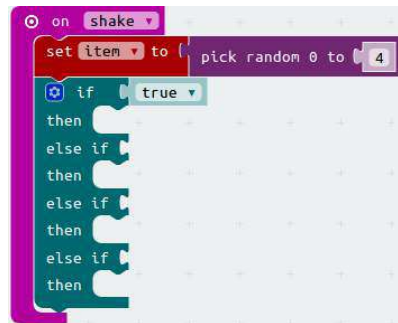 on shake
set item to pick random 0 to 4
if true
then
else if
then
else if
then
else if
then